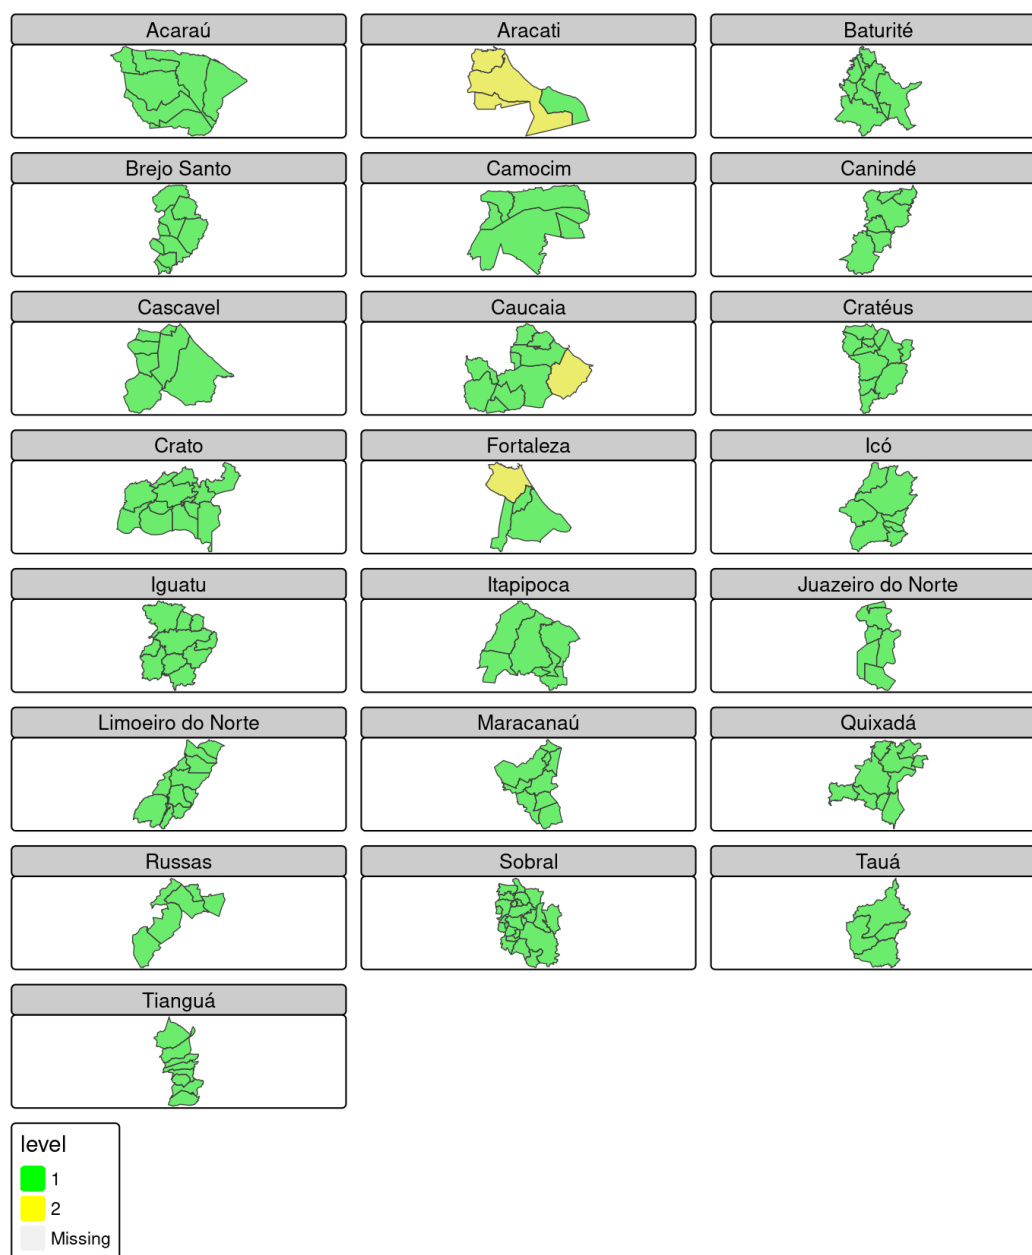 Acaraú
Aracati
Baturité
Brejo Santo
Camocim
Canindé
Cascavel
Caucaia
Cratéus
Crato
Fortaleza
Icó
Iguatu
Itapipoca
Juazeiro do Norte
Limoeiro do Norte
Maracanaú
Quixadá
Russas
Sobral
Tauá
Tianguá
level
1
2
Missing